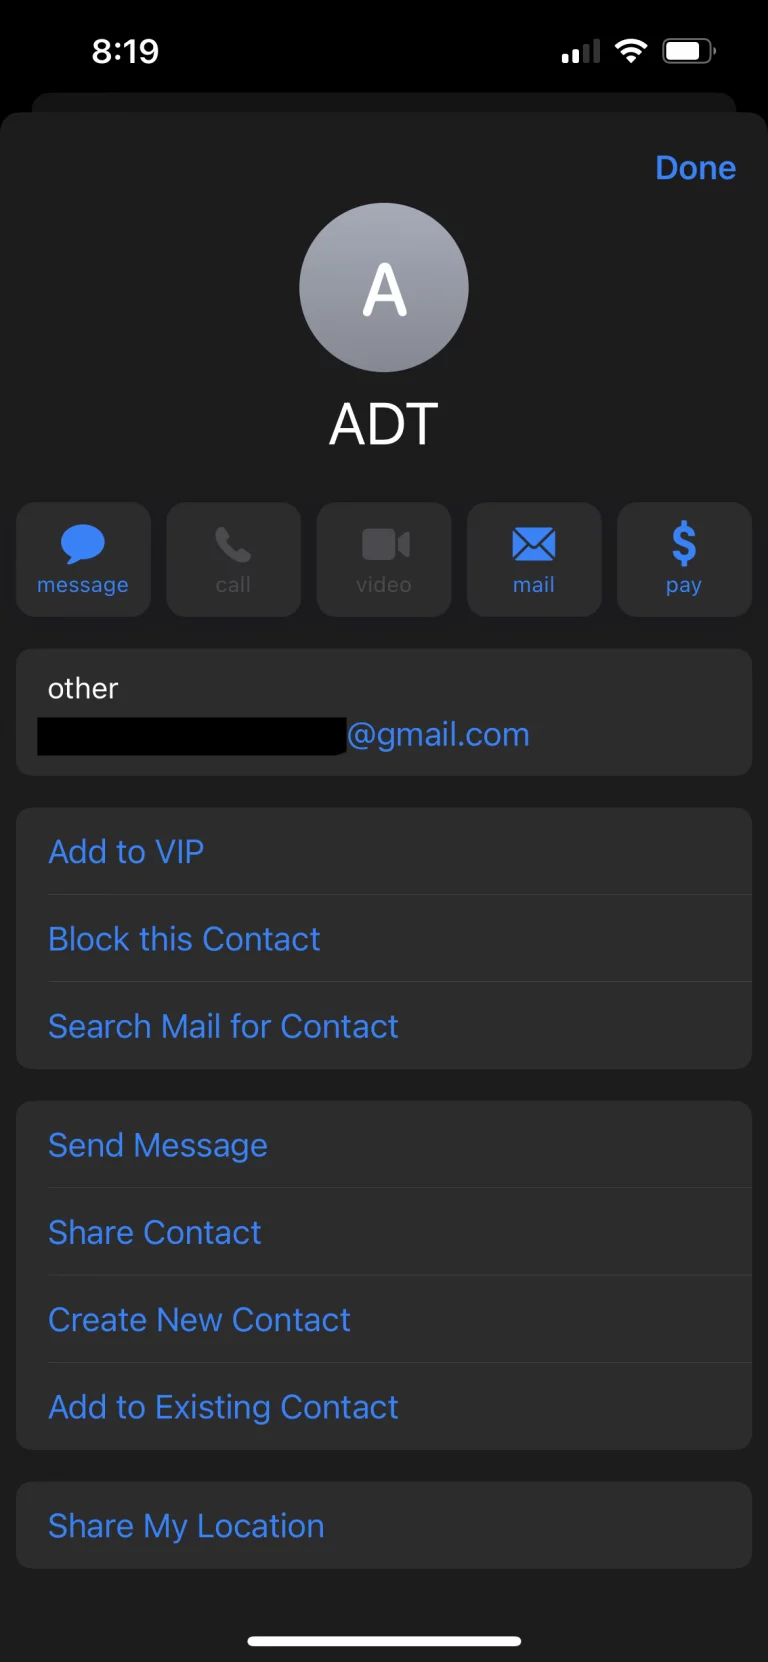 8:19
Done
A
ADT
message call video mail pay
other
@gmail.com
Add to VIP
Block this Contact
Search Mail for Contact
Send Message
Share Contact
Create New Contact
Add to Existing Contact
Share My Location